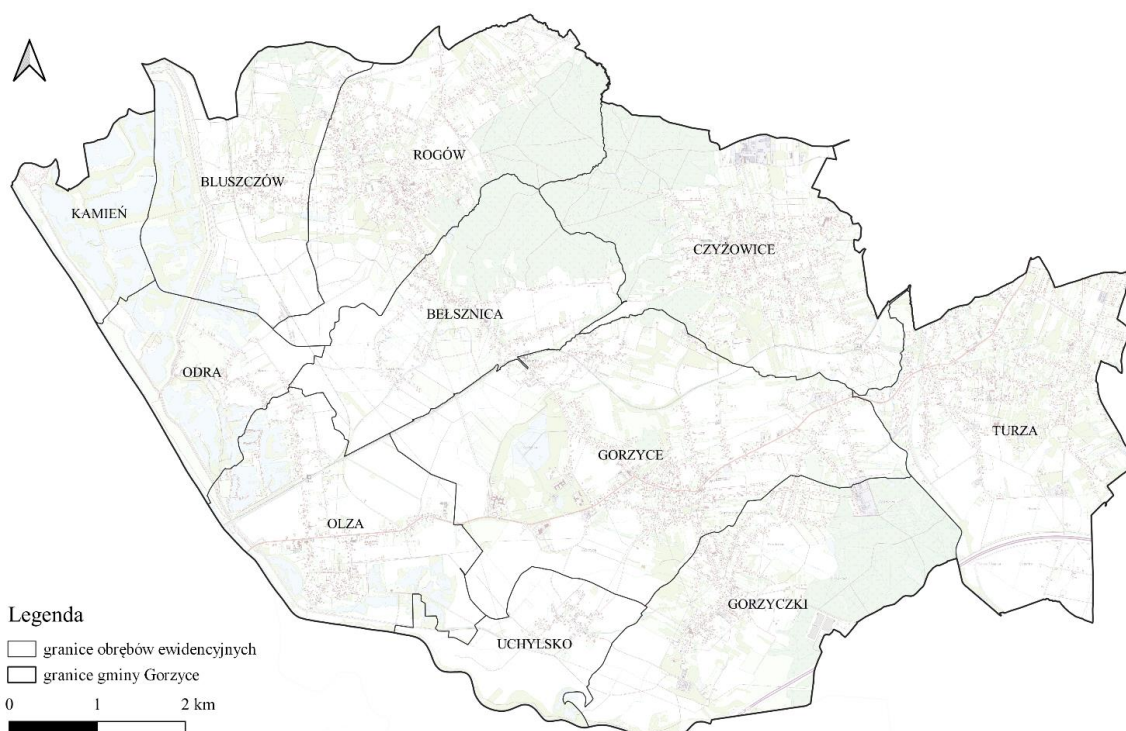 ROGÓW
BLUSZCZÓW
KAMIEŃ
CZYŻOWICE
BEŁSZNICA
ODRA
TURZA
GORZYCE
OLZA
GORZYCZKI
UCHYLSKO
Legenda
granice obrębów ewidencyjnych
granice gminy Gorzyce
0 1 2 km